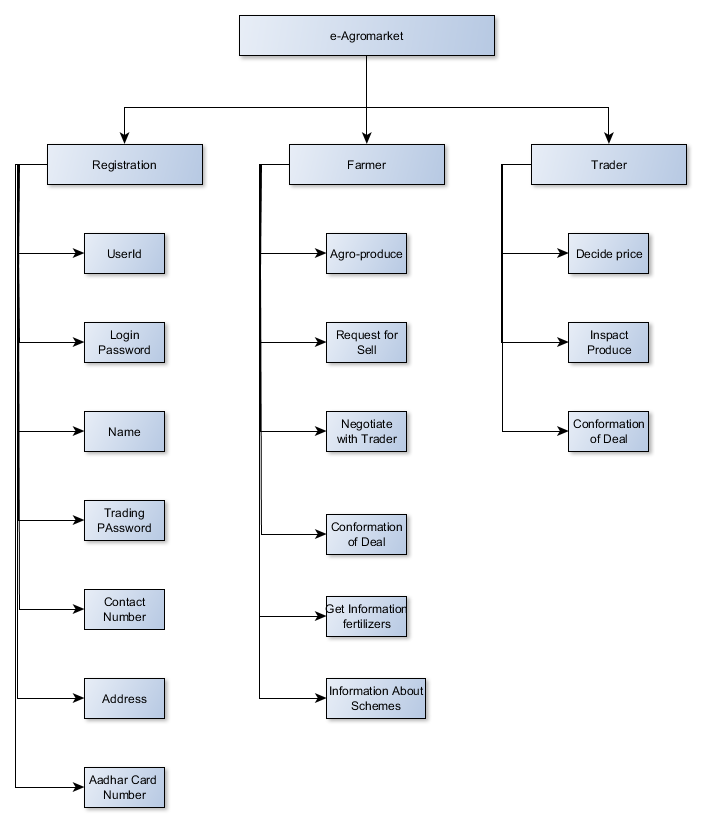 e-Agromarket
Registration
Farmer
Trader
UserId
Login
Password
Name
Trading
PAssword
Contact
Number
Address
Aadhar Card
Number
Agro-produce
Request for
Sell
Negotiate
with Trader
Conformation
of Deal
Get Information
fertilizers
Information About
Schemes
Decide price
Inspact
Produce
Conformation
of Deal